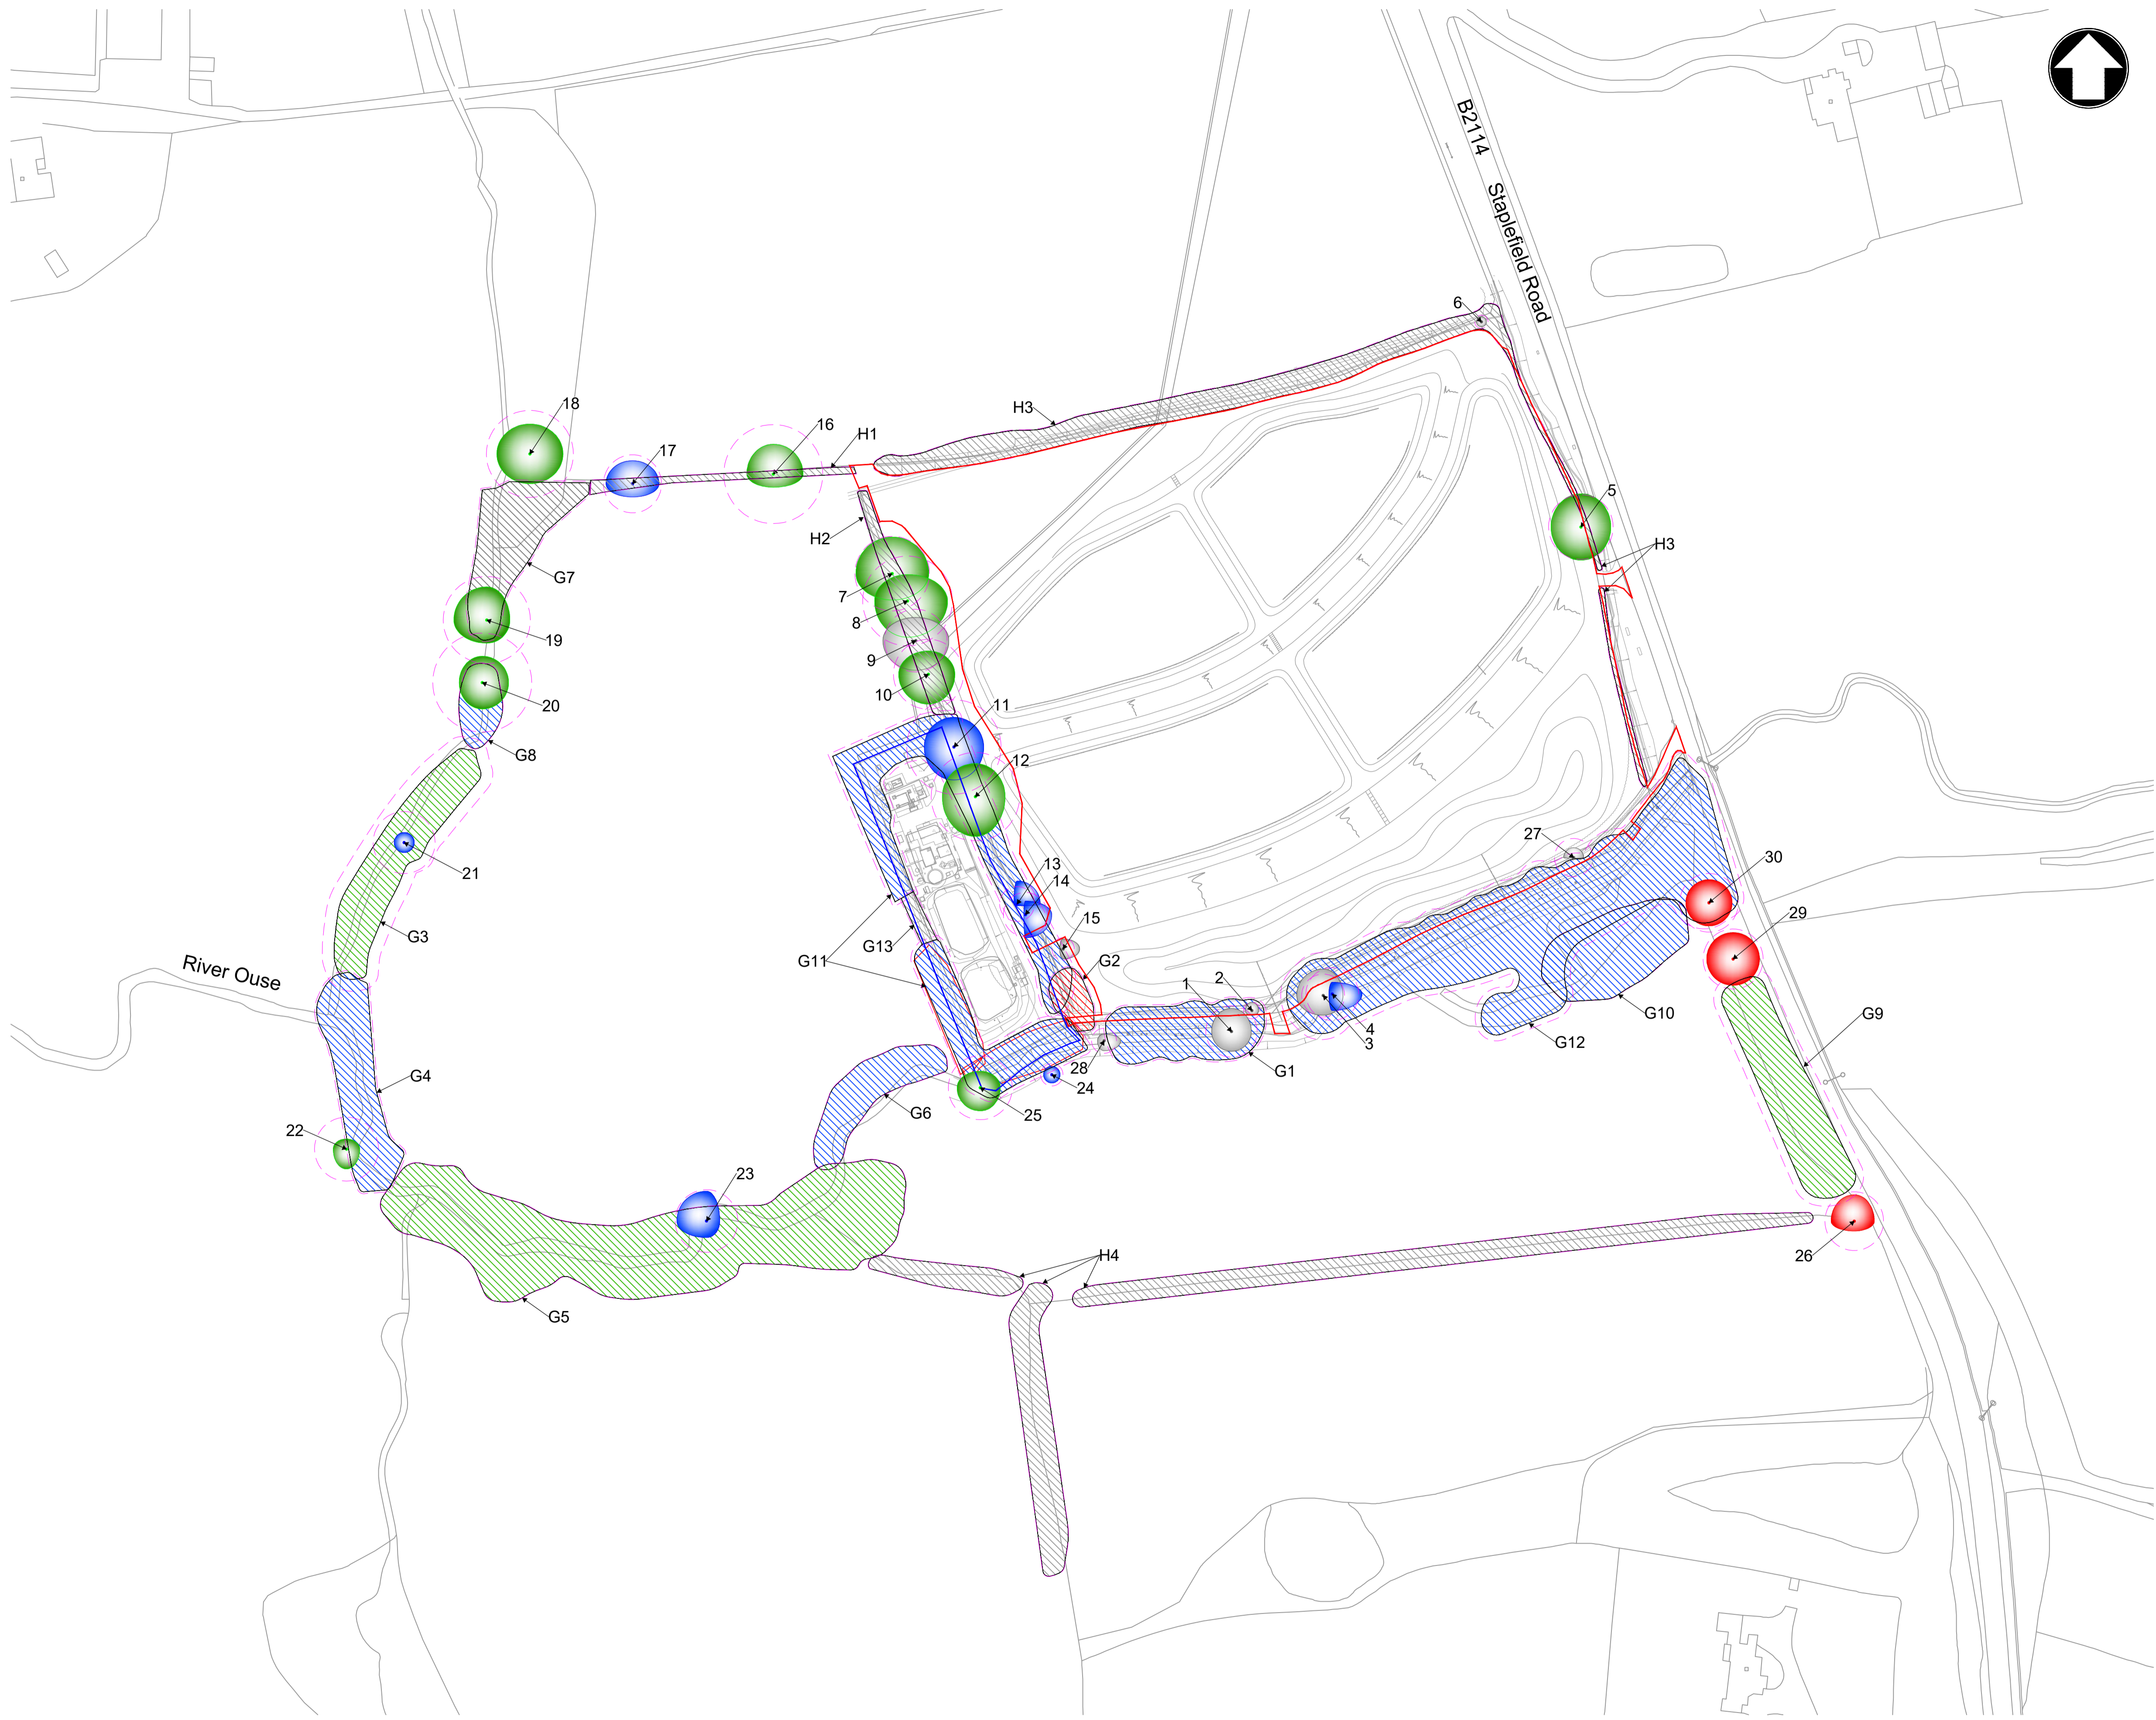 B2114
Staplefield Road
6
18
H3
16
H1
17
5
H2
H3
G7
7
8
19
9
10
20
11
G8
12
27
13
30
21
14
29
15
G3
G13
G11
G2
River Ouse
2
1
G10
G9
4
G12
3
28
G1
G4
24
G6
25
22
23
H4
26
G5